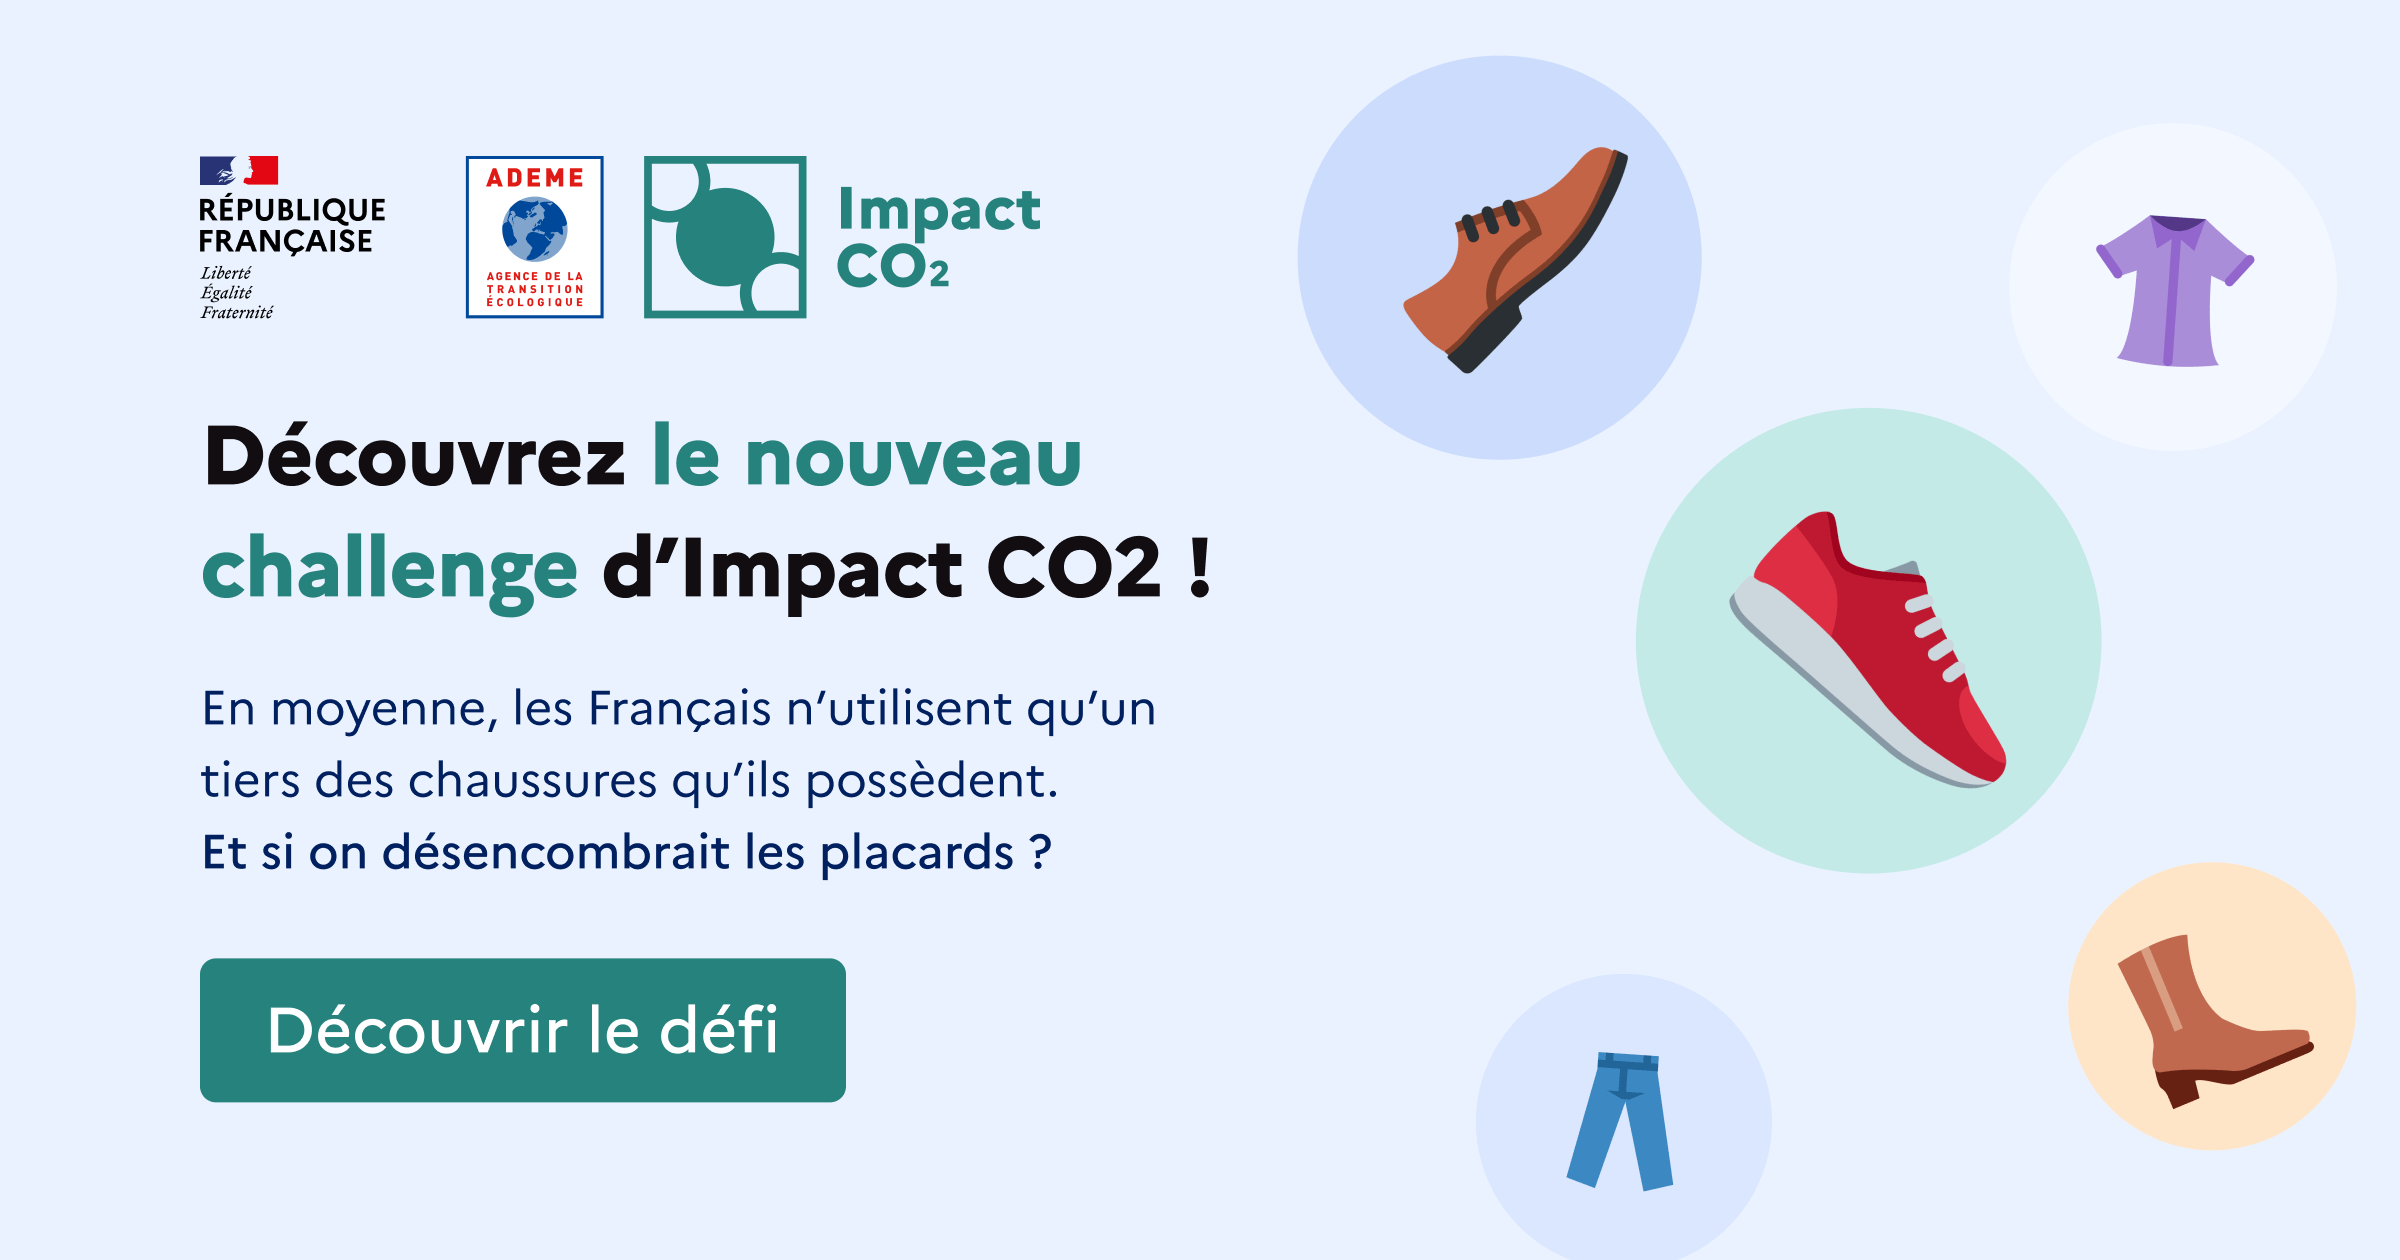 RÉPUBLIQUE
FRANÇAISE
Liberté
Égalité
Fraternité
ADEME
AGENCE DE LA
TRANSITION
ÉCOLOGIQUE
Impact
CO2
Découvrez le nouveau
challenge d’Impact CO2 !
En moyenne, les Français n’utilisent qu’un
tiers des chaussures qu’ils possèdent.
Et si on désencombrait les placards ?
Découvrir le défi